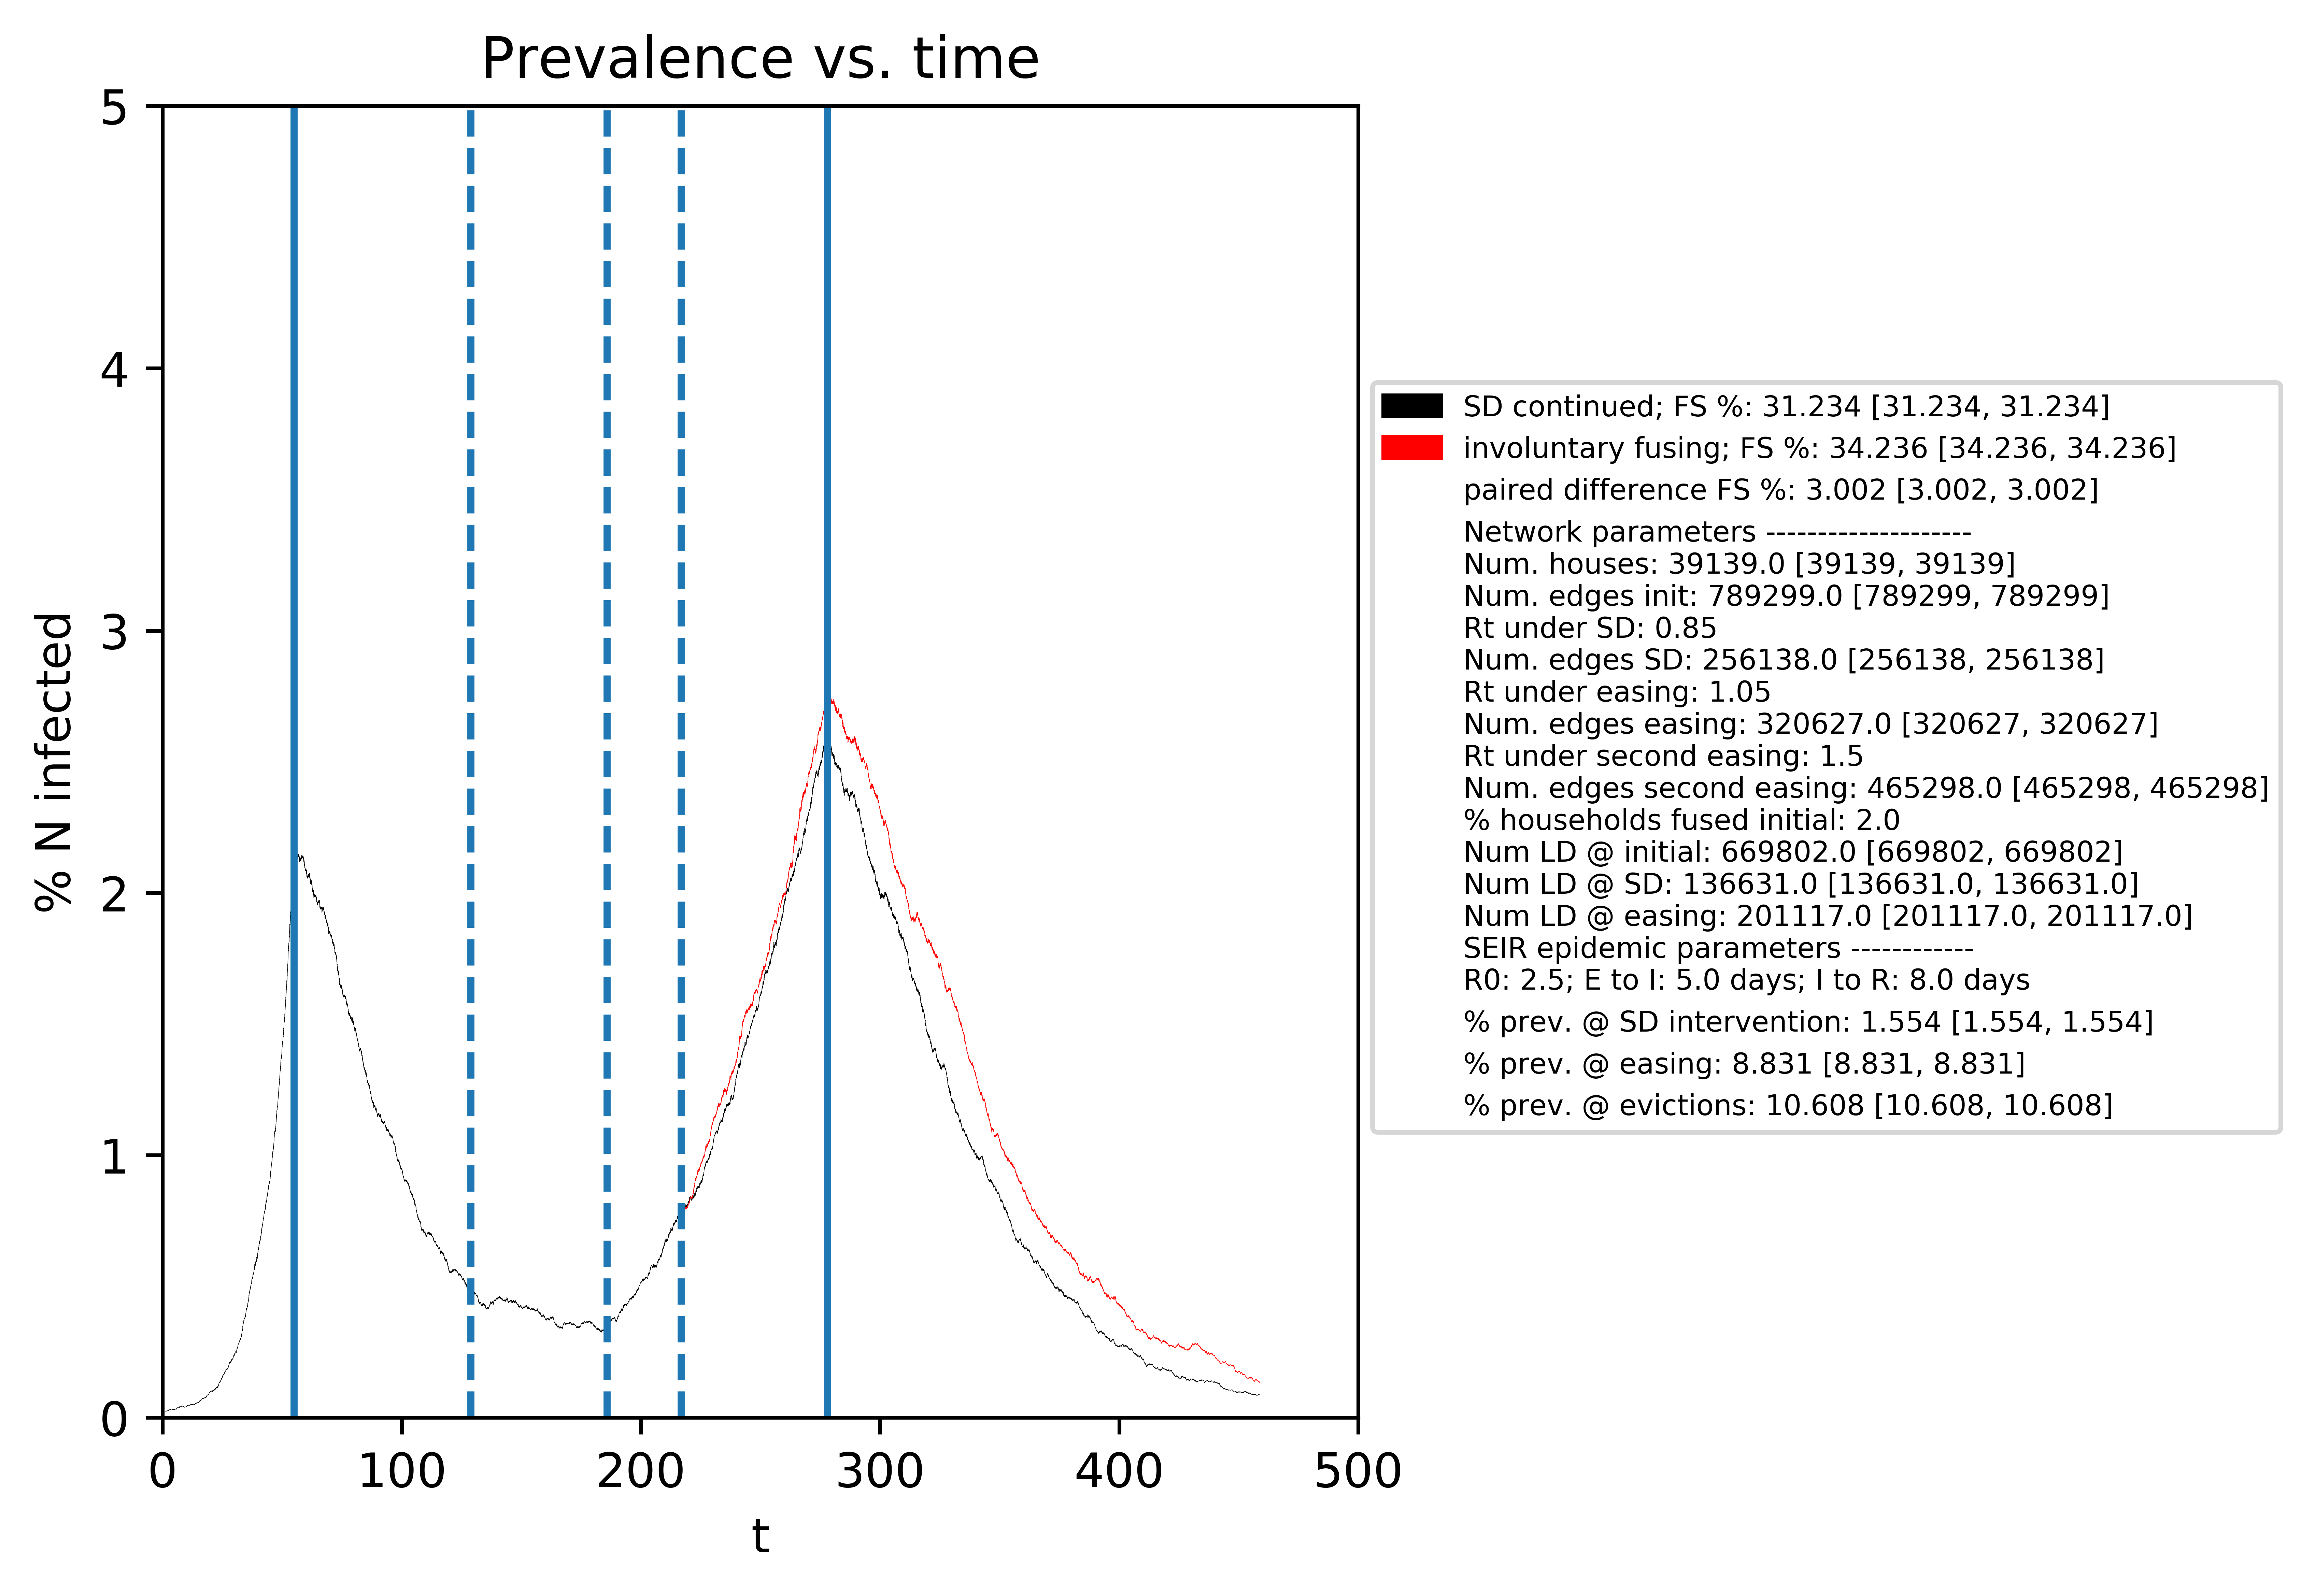 Prevalence vs. time
5
4
3
2
1
0
% N infected
0 100 200 300 400 500
t
SD continued; FS %: 31.234 [31.234, 31.234]
involuntary fusing; FS %: 34.236 [34.236, 34.236]
paired difference FS %: 3.002 [3.002, 3.002]
Network parameters --------------------
Num. houses: 39139.0 [39139, 39139]
Num. edges init: 789299.0 [789299, 789299]
Rt under SD: 0.85
Num. edges SD: 256138.0 [256138, 256138]
Rt under easing: 1.05
Num. edges easing: 320627.0 [320627, 320627]
Rt under second easing: 1.5
Num. edges second easing: 465298.0 [465298, 465298]
% households fused initial: 2.0
Num LD @ initial: 669802.0 [669802, 669802]
Num LD @ SD: 136631.0 [136631.0, 136631.0]
Num LD @ easing: 201117.0 [201117.0, 201117.0]
SEIR epidemic parameters ------------
R0: 2.5; E to I: 5.0 days; I to R: 8.0 days
% prev. @ SD intervention: 1.554 [1.554, 1.554]
% prev. @ easing: 8.831 [8.831, 8.831]
% prev. @ evictions: 10.608 [10.608, 10.608]